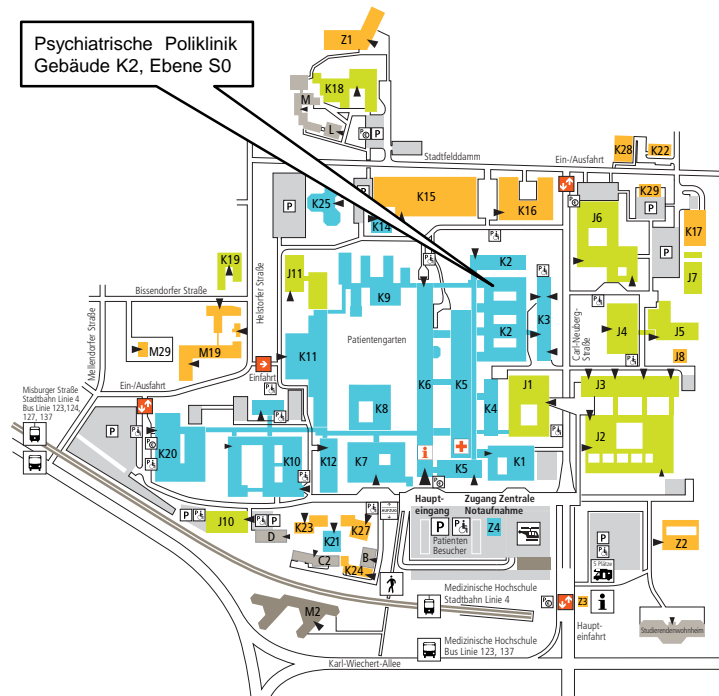 Psychiatrische Poliklinik
Gebäude K2, Ebene S0
Z1
K18
M
L
P
P
Stadtfelddamm
Ein-/Ausfahrt
K28
K22
K29
P
K17
K25
P
K14
K15
K16
P
J6
P
K19
J11
K9
K2
K2
K3
J7
Bissendorfer Straße
Helstorfer Straße
Mellendorfer Straße
Carl-Neuberg-
Straße
Patientengarten
M29
M19
K11
K6
K5
J4
J5
J8
Einfahrt
Ein-/Ausfahrt
Misburger Straße
Stadtbahn Linie 4
Bus Linie 123,124,
127, 137
K8
K4
J1
J3
J2
P
P
P
K20
K10
K12
K7
i
K5
K1
J10
P
D
K23
K21
K27
C2
K24
B
Haupt-
eingang
Zugang Zentrale
Notaufnahme
P
Patienten
Besucher
Z4
P
P
5 Plätze
Z2
M2
Medizinische Hochschule
Stadtbahn Linie 4
Z3
i
Haupt-
einfahrt
Studierendenwohnheim
Medizinische Hochschule
Bus Linie 123, 137
Karl-Wiechert-Allee